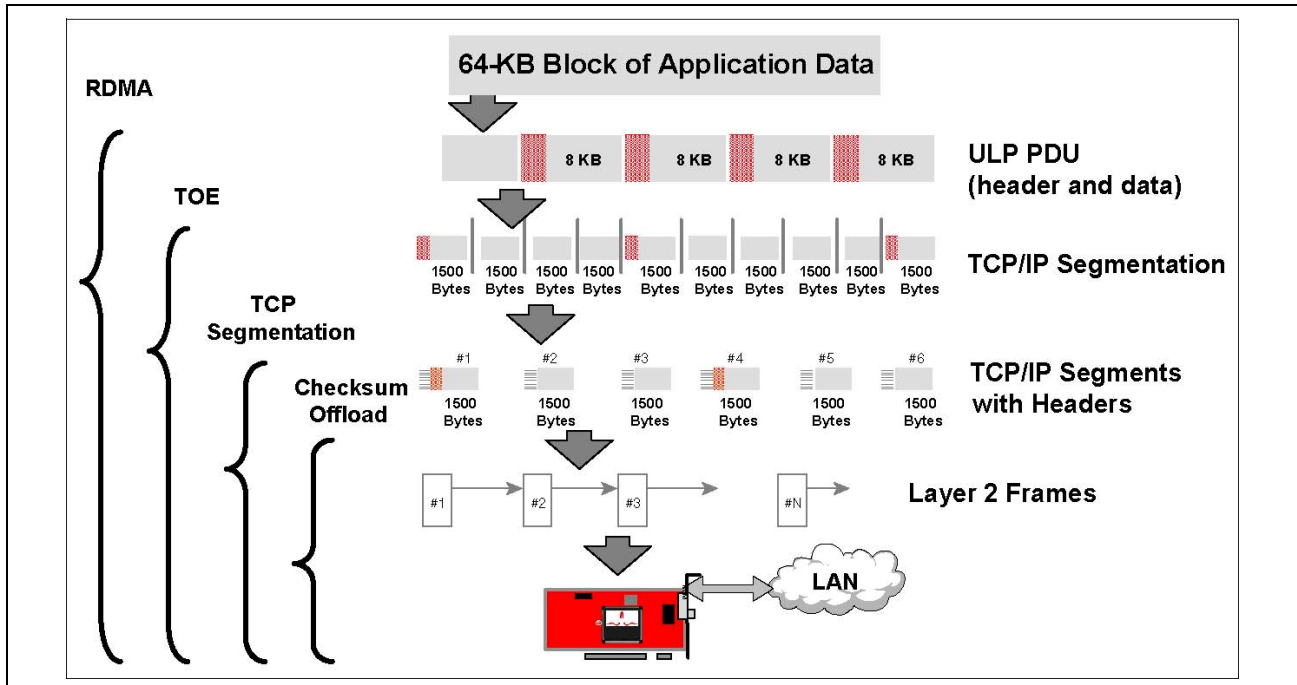 64-KB Block of Application Data
RDMA
8 KB
8 KB
8 KB
8 KB
ULP PDU
(header and data)
TOE
1500
Bytes
1500
Bytes
1500
Bytes
1500
Bytes
1500
Bytes
1500
Bytes
1500
Bytes
1500
Bytes
1500
Bytes
1500
Bytes
TCP/IP Segmentation
TCP
Segmentation
#1
#2
#3
#4
#5
#6
1500
Bytes
1500
Bytes
1500
Bytes
1500
Bytes
1500
Bytes
1500
Bytes
TCP/IP Segments
with Headers
Checksum
Offload
#1
#2
#3
#N
Layer 2 Frames
LAN